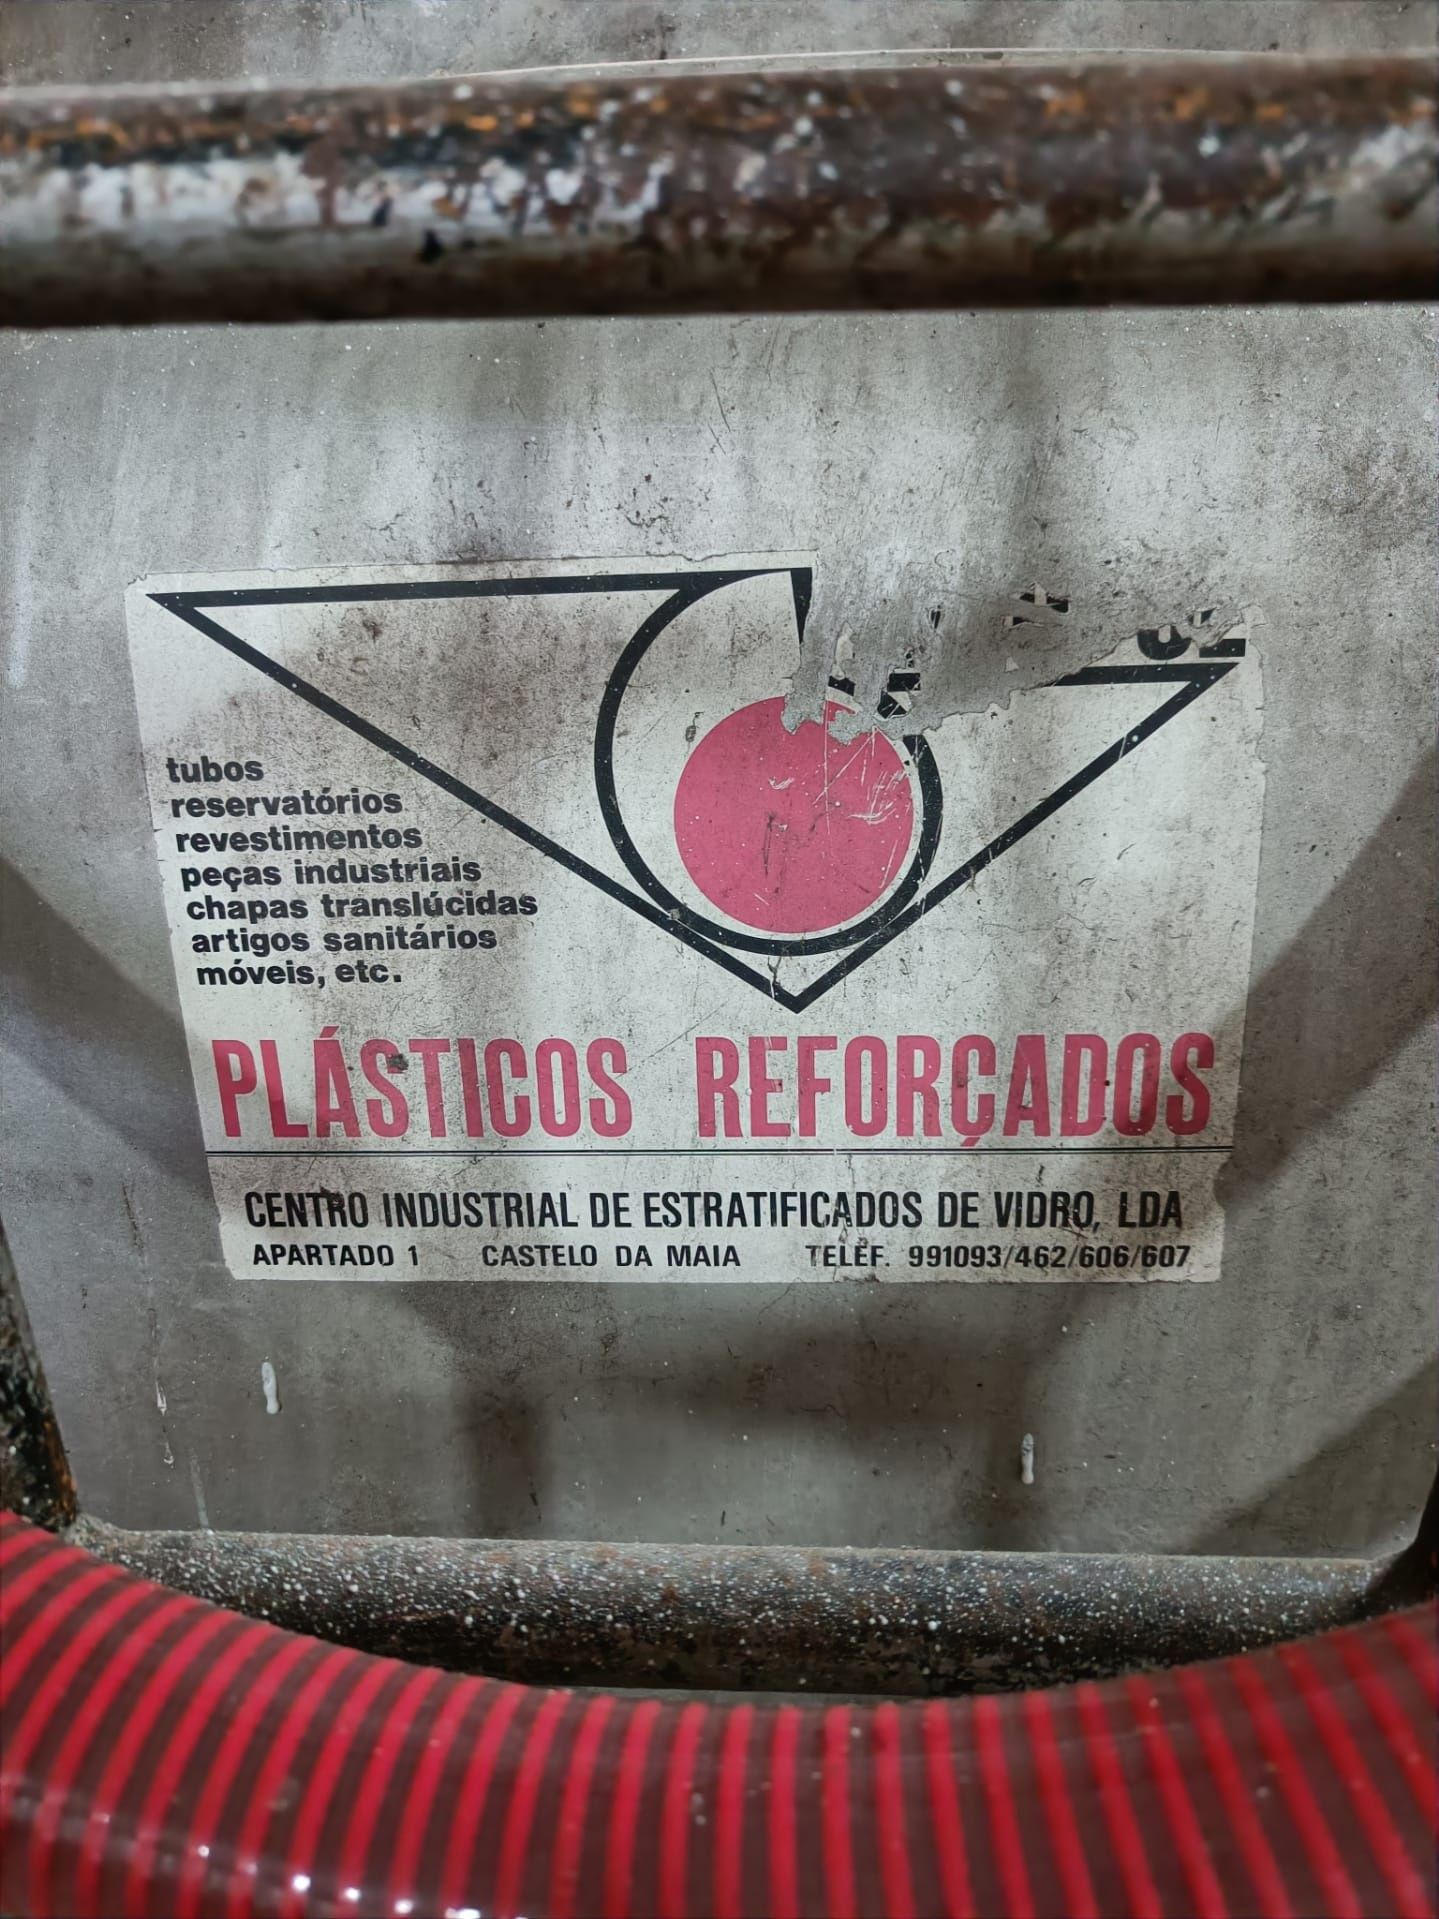 tubos
reservatórios
revestimentos
peças industriais
chapas translúcidas
artigos sanitários
móveis, etc.
PLÁSTICOS REFORÇADOS
CENTRO INDUSTRIAL DE ESTRATIFICADOS DE VIDRO, LDA
APARTADO 1 CASTELO DA MAIA TELEF. 991093/462/606/607